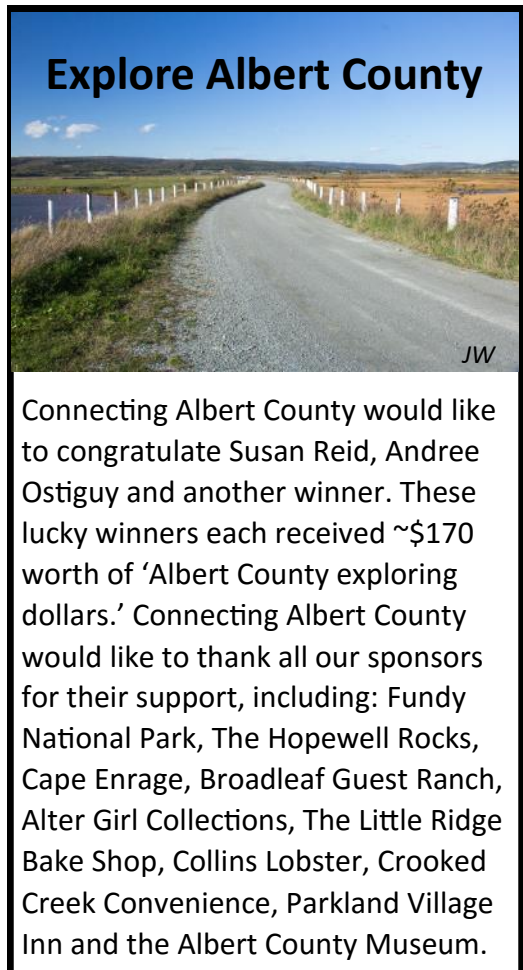 Explore Albert County
JW
Connecting Albert County would like
to congratulate Susan Reid, Andree
Ostiguy and another winner. These
lucky winners each received ~$170
worth of ‘Albert County exploring
dollars.’ Connecting Albert County
would like to thank all our sponsors
for their support, including: Fundy
National Park, The Hopewell Rocks,
Cape Enrage, Broadleaf Guest Ranch,
Alter Girl Collections, The Little Ridge
Bake Shop, Collins Lobster, Crooked
Creek Convenience, Parkland Village
Inn and the Albert County Museum.